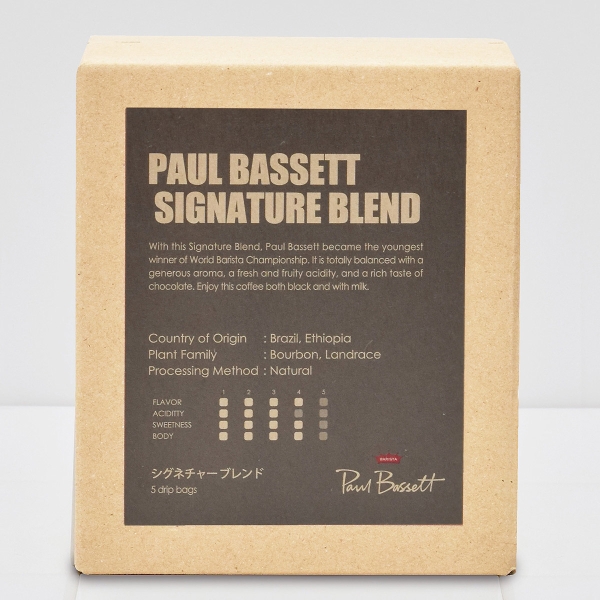 PAUL BASSETT
SIGNATURE BLEND
With this Signature Blend, Paul Bassett became the youngest
winner of World Barista Championship. It is totally balanced with a
generous aroma, a fresh and fruity acidity, and a rich taste of
chocolate. Enjoy this coffee both black and with milk.
Country of Origin : Brazil, Ethiopia
Plant Family : Bourbon, Landrace
Processing Method : Natural
1 2 3 4 5
FLAVOR
ACIDITTY
SWEETNESS
BODY
シグネチャーブレンド
5 drip bags
BARISTA
Paul Bassett